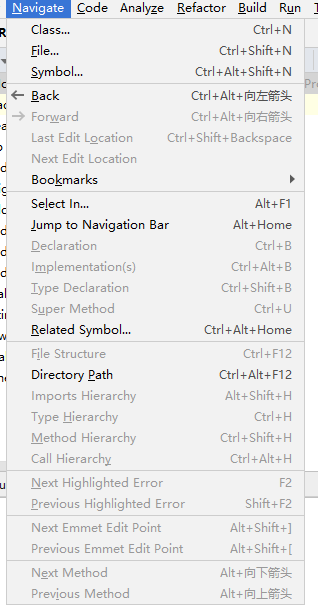 Navigate Code Analyze Refactor Build Run
Class... Ctrl+N
File... Ctrl+Shift+N
Symbol... Ctrl+Alt+Shift+N
Back Ctrl+Alt+向左箭头
Forward Ctrl+Alt+向右箭头
Last Edit Location Ctrl+Shift+Backspace
Next Edit Location
Bookmarks
Select In... Alt+F1
Jump to Navigation Bar Alt+Home
Declaration Ctrl+B
Implementation(s) Ctrl+Alt+B
Type Declaration Ctrl+Shift+B
Super Method Ctrl+U
Related Symbol... Ctrl+Alt+Home
File Structure Ctrl+F12
Directory Path Ctrl+Alt+F12
Imports Hierarchy Alt+Shift+H
Type Hierarchy Ctrl+H
Method Hierarchy Ctrl+Shift+H
Call Hierarchy Ctrl+Alt+H
Next Highlighted Error F2
Previous Highlighted Error Shift+F2
Next Emmet Edit Point Alt+Shift+]
Previous Emmet Edit Point Alt+Shift+[
Next Method Alt+向下箭头
Previous Method Alt+向上箭头